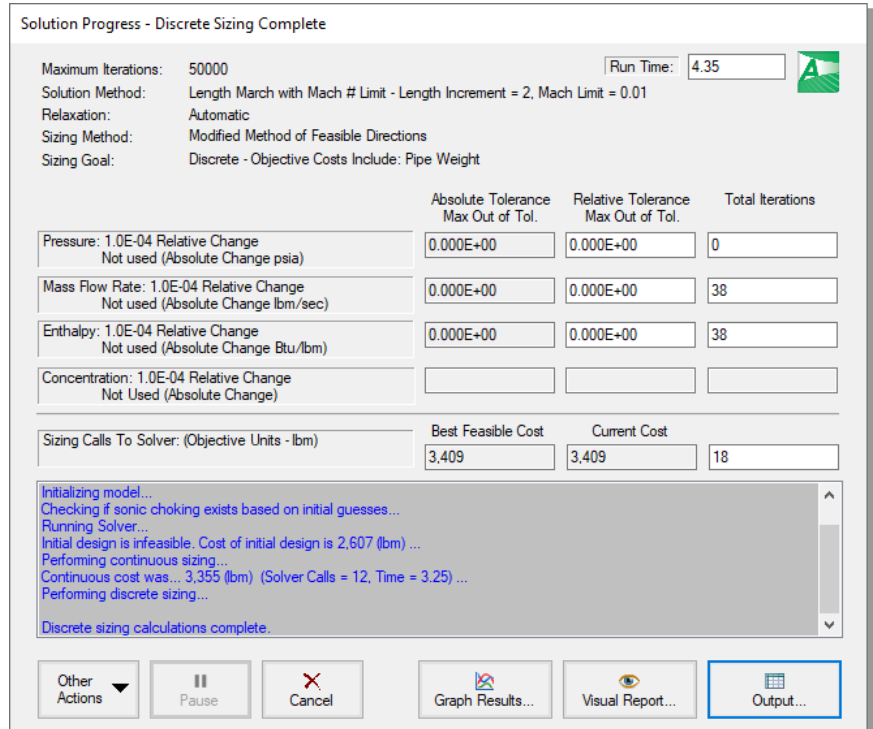 Solution Progress - Discrete Sizing Complete
Maximum Iterations: 50000
Run Time: 4.35
Solution Method: Length March with Mach # Limit - Length Increment = 2, Mach Limit = 0.01
Relaxation: Automatic
Sizing Method: Modified Method of Feasible Directions
Sizing Goal: Discrete - Objective Costs Include: Pipe Weight
Absolute Tolerance Relative Tolerance Total Iterations
Max Out of Tol. Max Out of Tol.
Pressure: 1.0E-04 Relative Change 0.000E+00 0.000E+00 0
Not used (Absolute Change psia)
Mass Flow Rate: 1.0E-04 Relative Change 0.000E+00 0.000E+00 38
Not used (Absolute Change lbm/sec)
Enthalpy: 1.0E-04 Relative Change 0.000E+00 0.000E+00 38
Not used (Absolute Change Btu/lbm)
Concentration: 1.0E-04 Relative Change
Not Used (Absolute Change)
Best Feasible Cost Current Cost
Sizing Calls To Solver: (Objective Units - lbm) 3,409 3,409 18
Initializing model...
Checking if sonic choking exists based on initial guesses...
Running Solver...
Initial design is infeasible. Cost of initial design is 2,607 (lbm) ...
Performing continuous sizing...
Continuous cost was... 3,355 (lbm) (Solver Calls = 12, Time = 3.25) ...
Performing discrete sizing...
Discrete sizing calculations complete.
Other Actions
Pause
Cancel
Graph Results...
Visual Report...
Output...